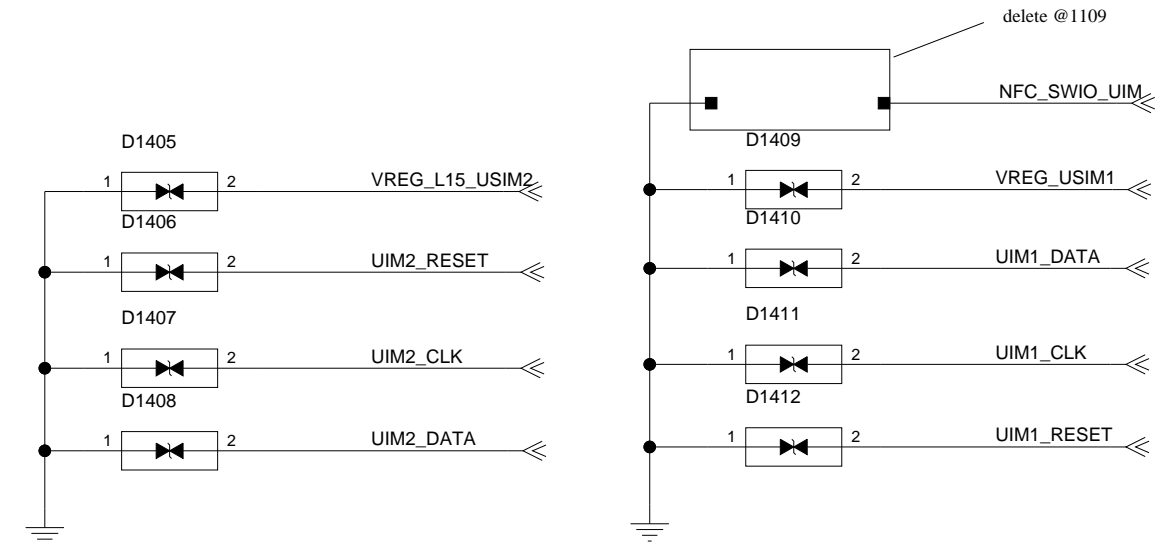 delete @1109
NFC_SWIO_UIM
D1405
1 2 VREG_L15_USIM2
D1406
1 2 UIM2_RESET
D1407
1 2 UIM2_CLK
D1408
1 2 UIM2_DATA
D1409
1 2 VREG_USIM1
D1410
1 2 UIM1_DATA
D1411
1 2 UIM1_CLK
D1412
1 2 UIM1_RESET